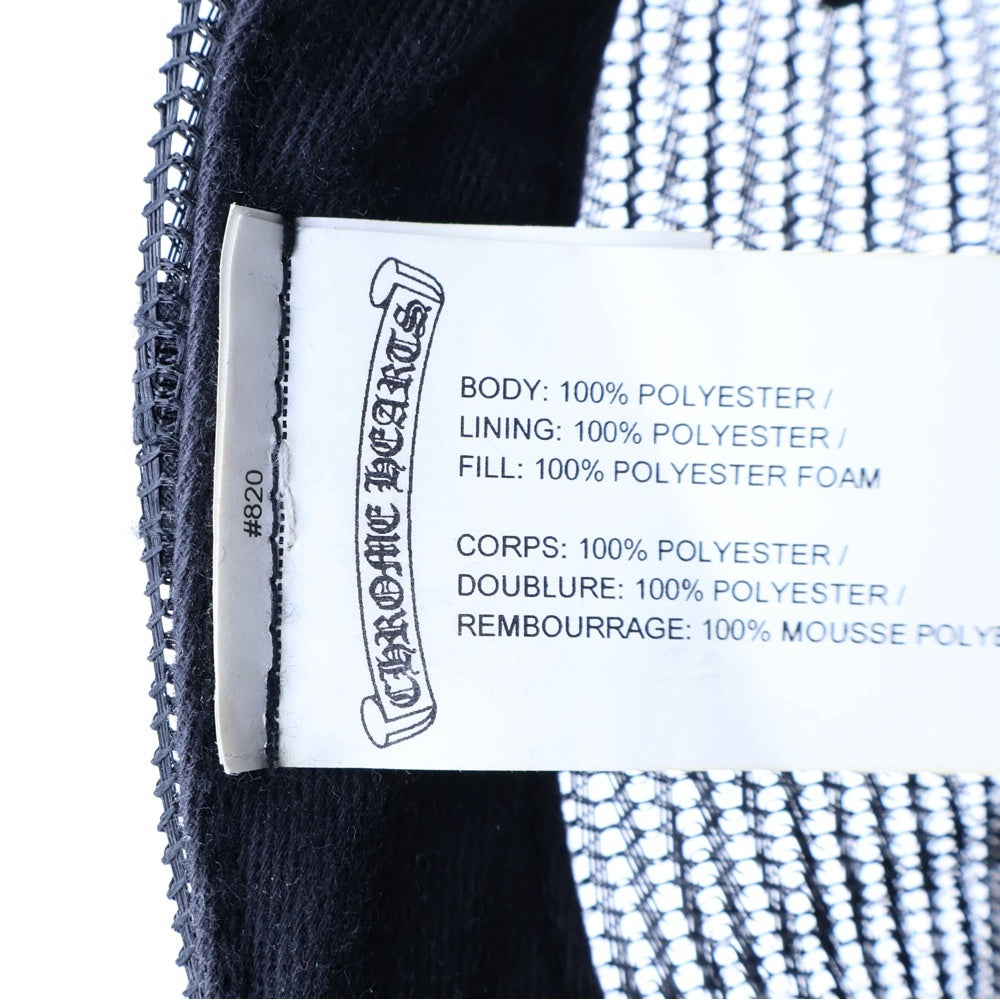 #820
CHROME HEARTS
BODY: 100% POLYESTER /
LINING: 100% POLYESTER /
FILL: 100% POLYESTER FOAM
CORPS: 100% POLYESTER /
DOUBLURE: 100% POLYESTER /
REMBOURRAGE: 100% MOUSSE